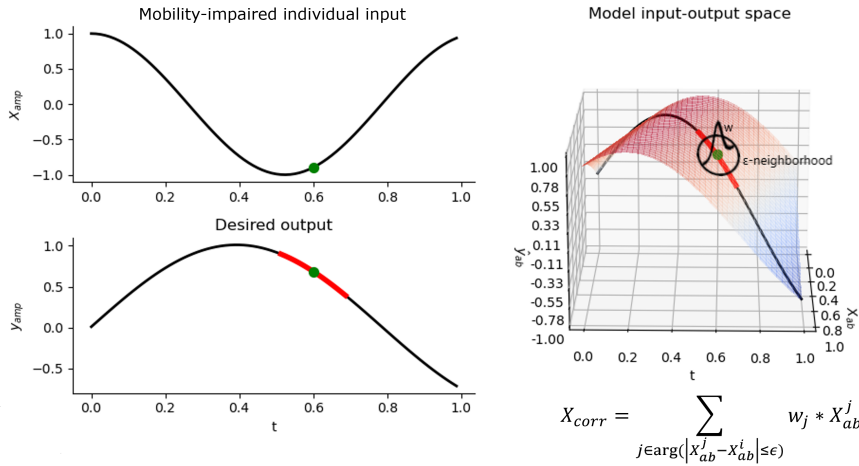 Mobility-impaired individual input
1.0
0.5
0.0
−0.5
−1.0
X_amp
0.0 0.2 0.4 0.6 0.8 1.0
Desired output
1.0
0.5
0.0
−0.5
y_amp
0.0 0.2 0.4 0.6 0.8 1.0
t
Model input-output space
w
ε-neighborhood
1.00
0.78
0.55
0.33
0.11
-0.11
-0.33
-0.55
-0.78
-1.00
ŷ_ab
0.0 0.2 0.4 0.6 0.8 1.0
t
0.0
0.2
0.4
0.6
0.8
1.0
X_ab
X_corr = ∑ w_j * X_ab^j
j∈arg(|X_ab^j−X_ab^i|≤ϵ)